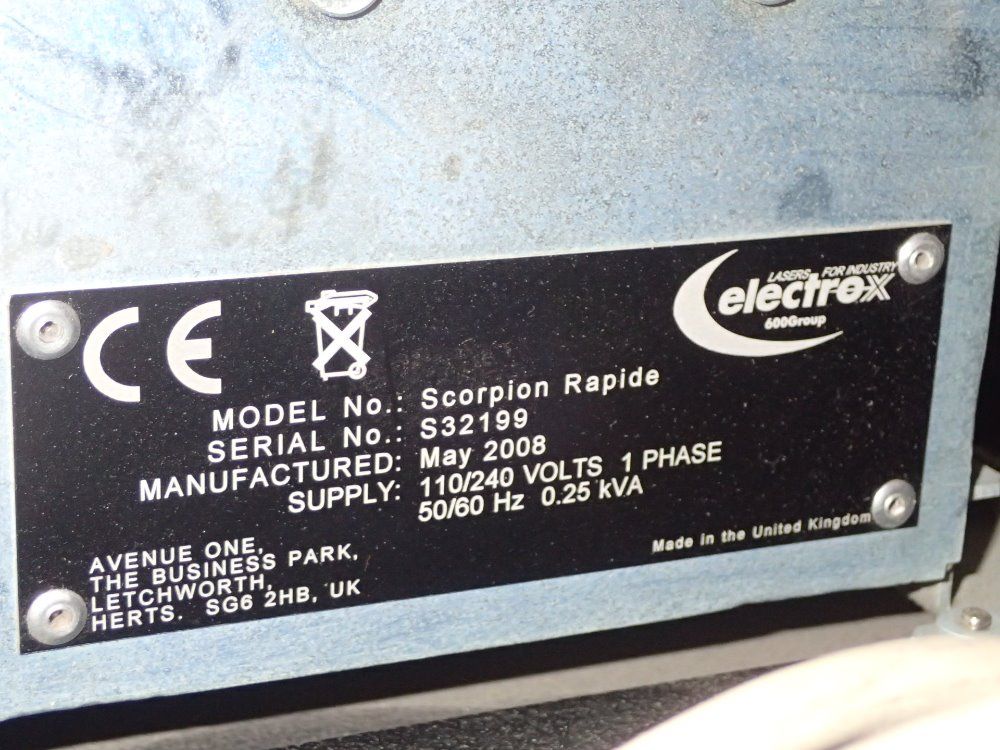 CE
LASERS FOR INDUSTRY
electrox
600Group
MODEL No.: Scorpion Rapide
SERIAL No.: S32199
MANUFACTURED: May 2008
SUPPLY: 110/240 VOLTS 1 PHASE
50/60 Hz 0.25 kVA
AVENUE ONE,
THE BUSINESS PARK,
LETCHWORTH,
HERTS. SG6 2HB, UK
Made in the United Kingdom